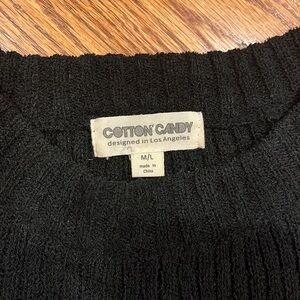 COTTON CANDY
designed in Los Angeles
M/L
made in
China